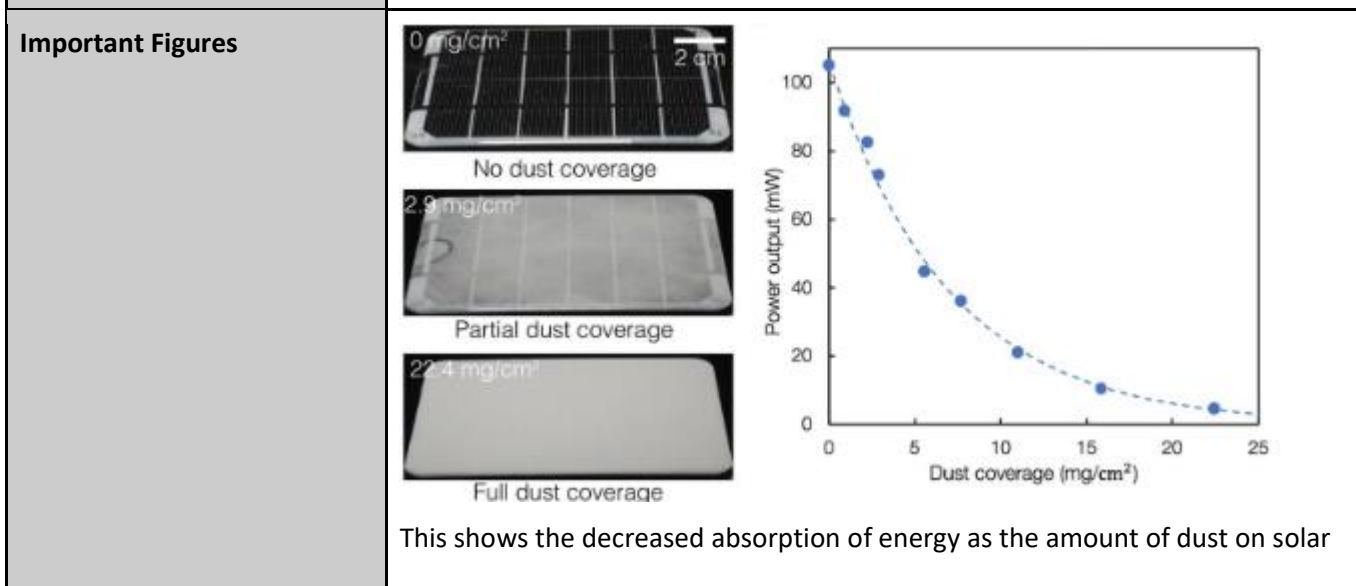 Important Figures
0 mg/cm²
2 cm
No dust coverage
2.9 mg/cm²
Partial dust coverage
22.4 mg/cm²
Full dust coverage
Power output (mW)
100
80
60
40
20
0
0 5 10 15 20 25
Dust coverage (mg/cm²)
This shows the decreased absorption of energy as the amount of dust on solar